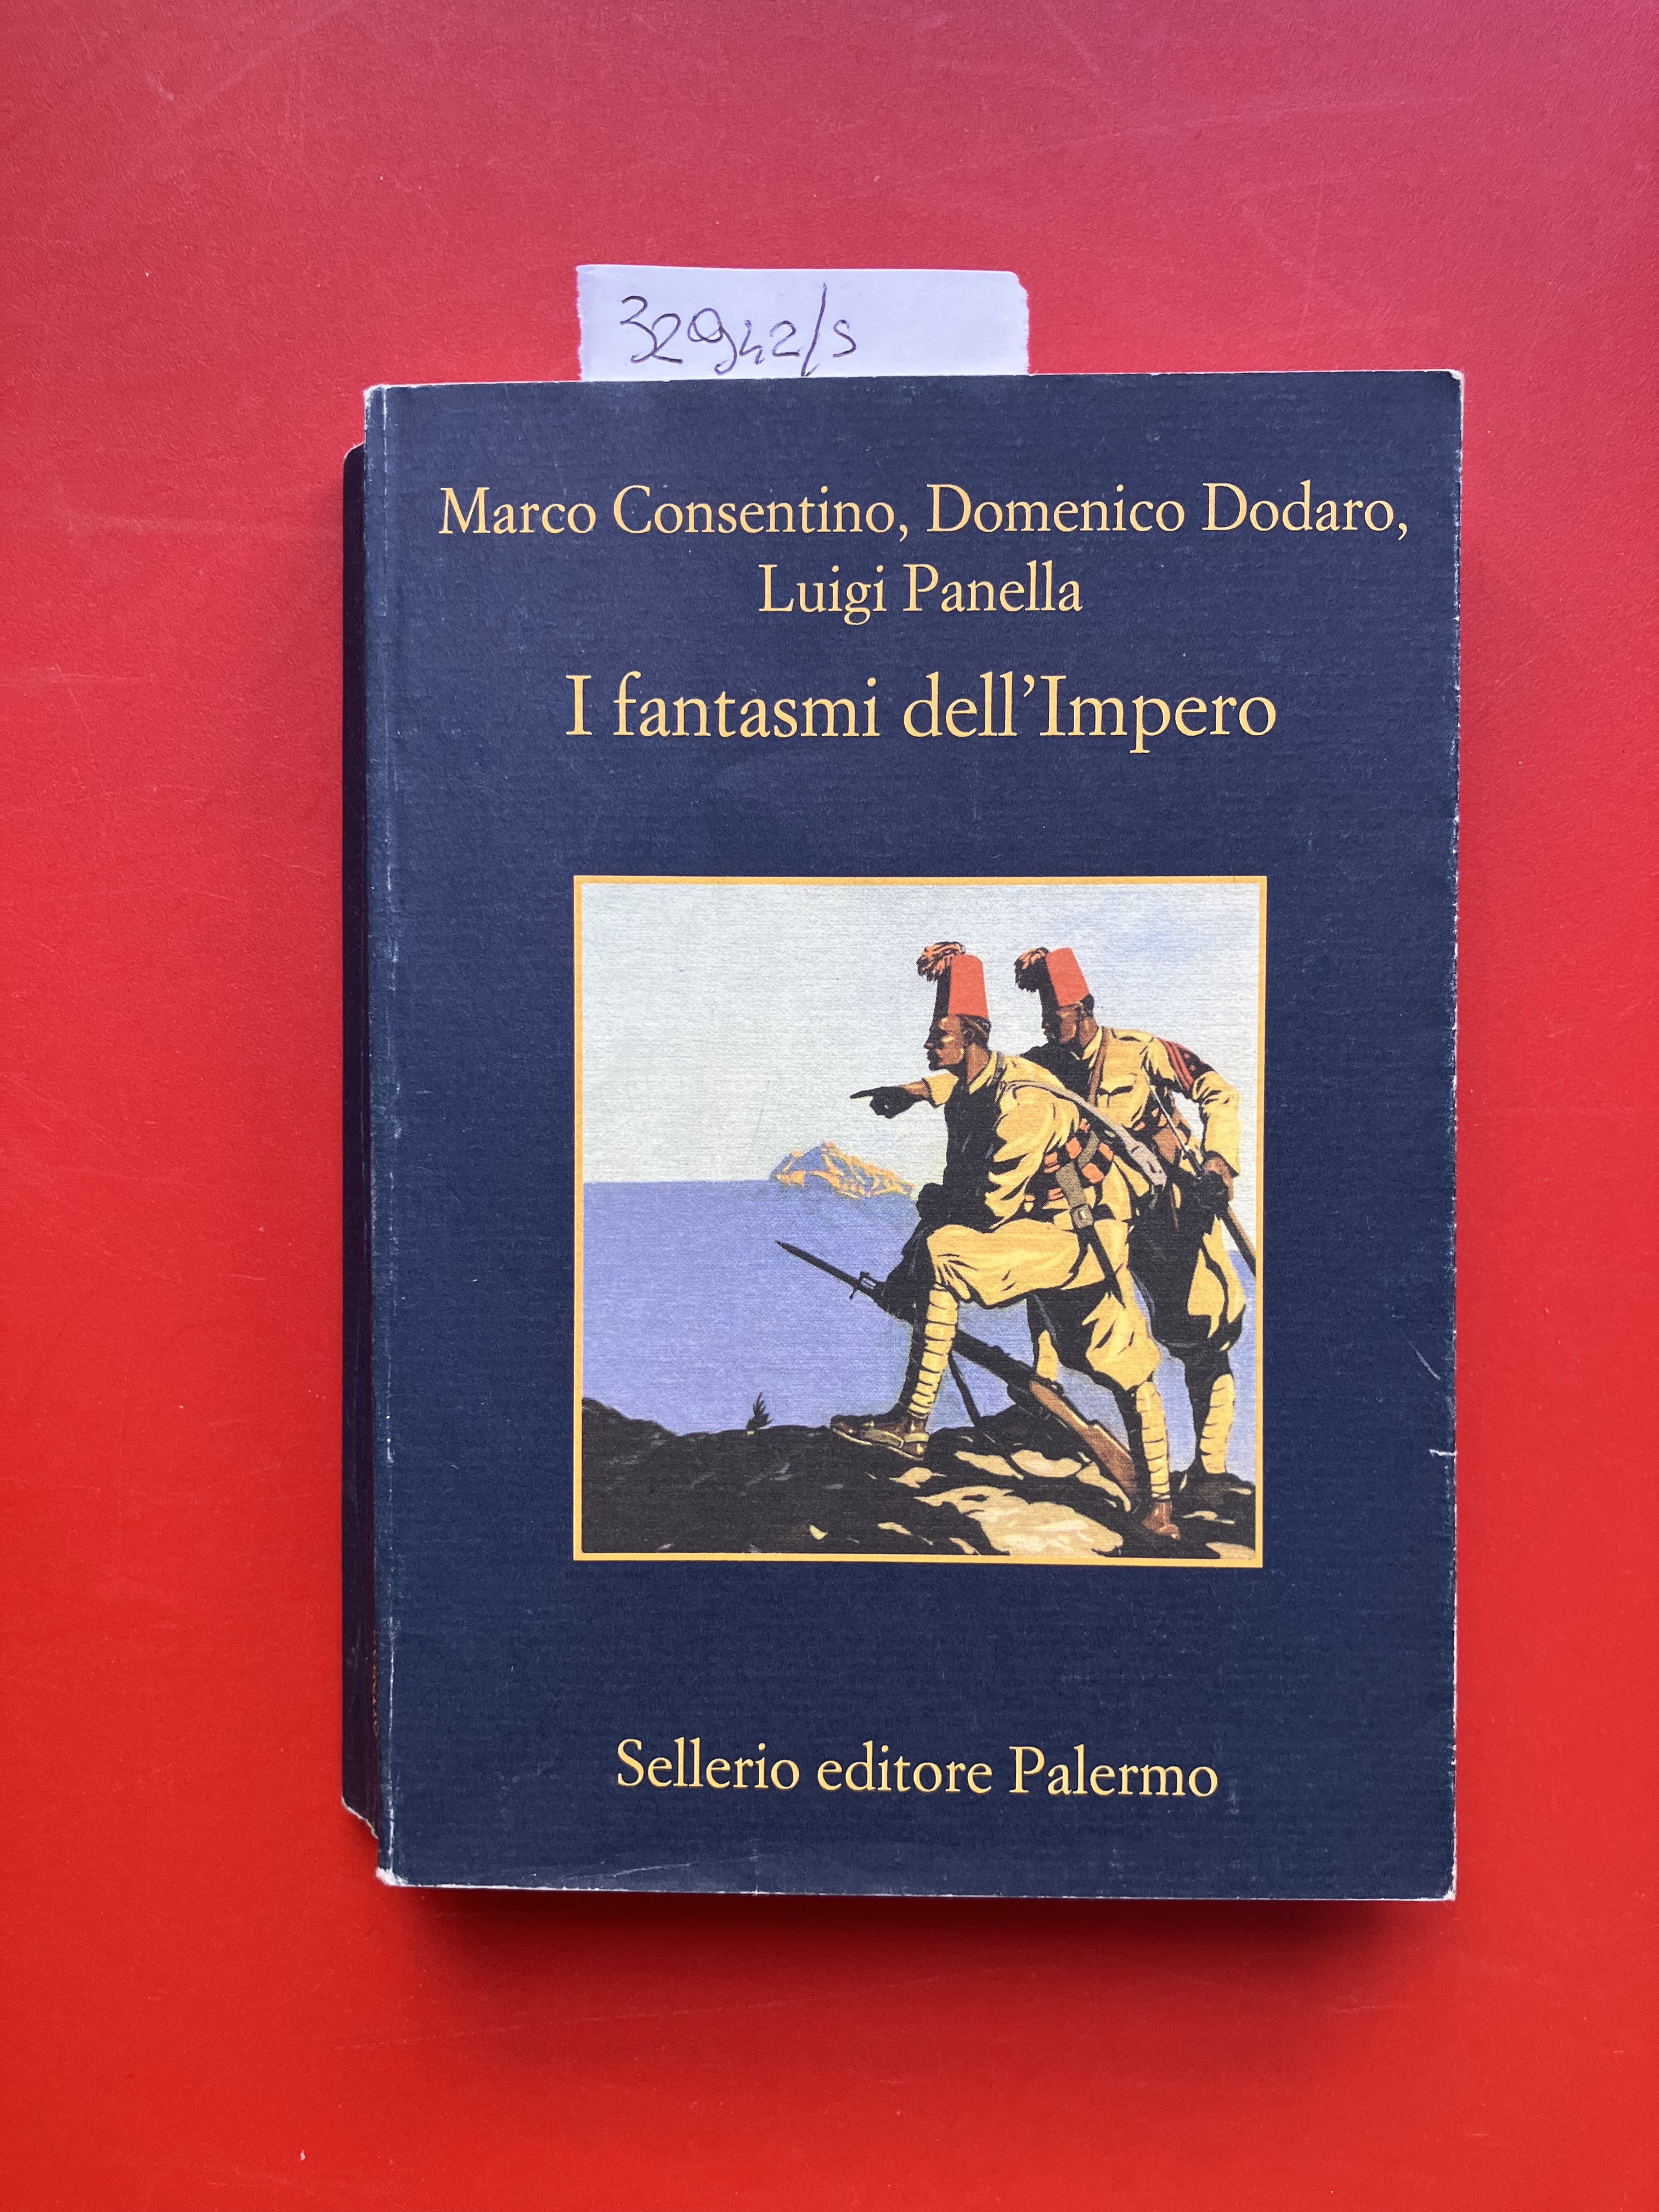 32942/S
Marco Consentino, Domenico Dodaro,
Luigi Panella
I fantasmi dell'Impero
Sellerio editore Palermo